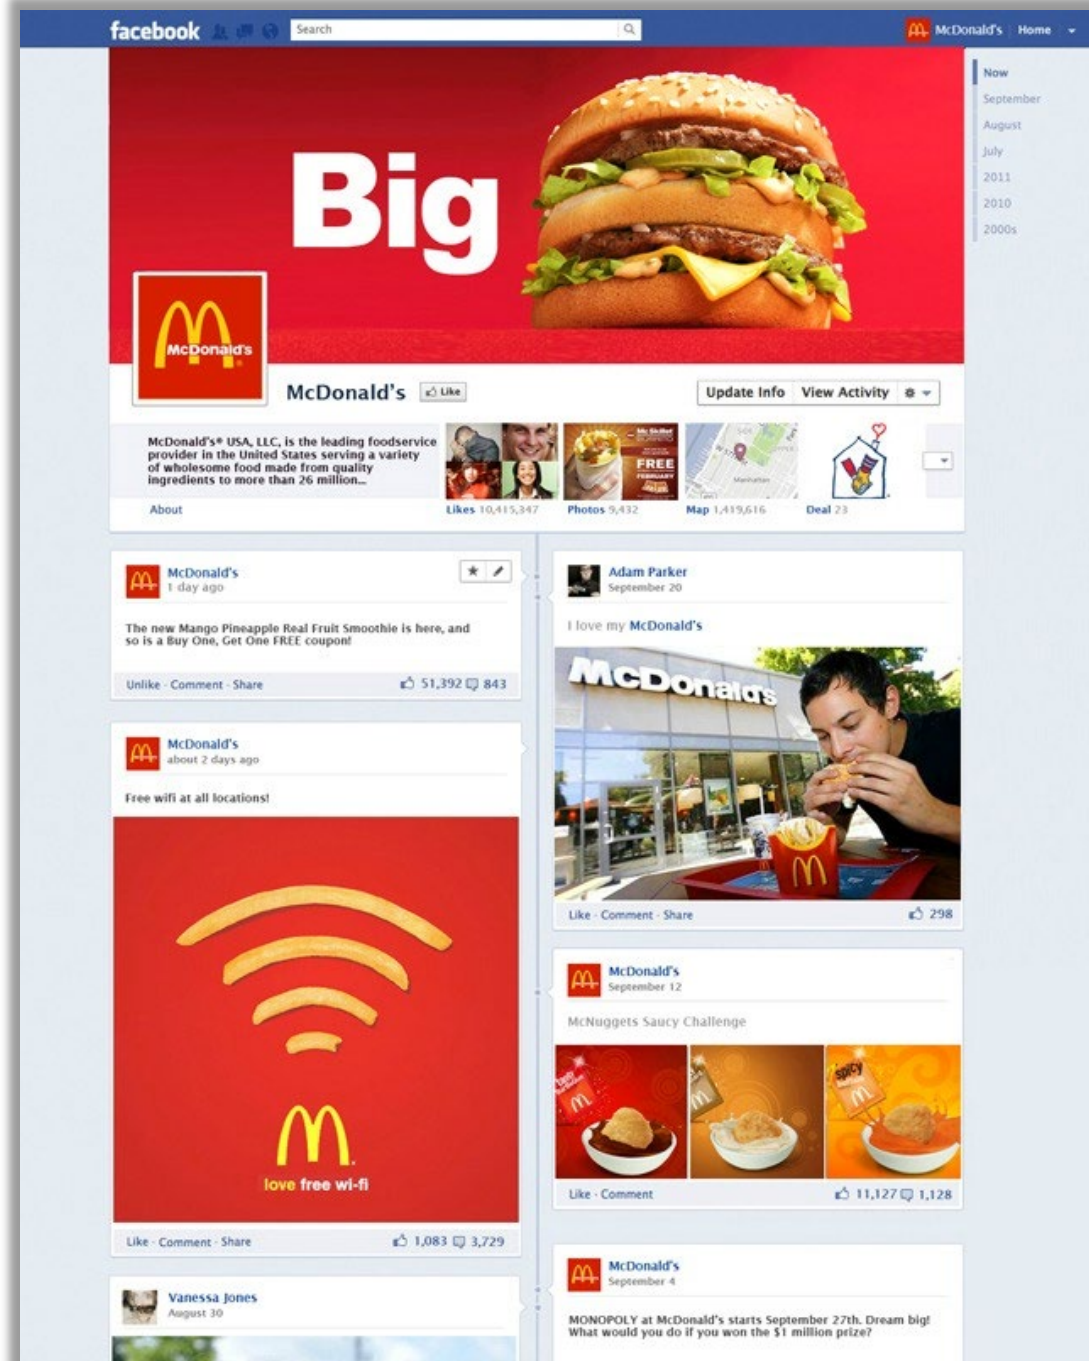 facebook
Search
McDonald's Home
Now
September
August
July
2011
2010
2000s
Big
McDonald's
McDonald's
Like
Update Info View Activity
McDonald's® USA, LLC, is the leading foodservice
provider in the United States serving a variety
of wholesome food made from quality
ingredients to more than 26 million...
About
Mc Skillet
FREE
FEBRUARY
Manhattan
Likes 10,415,347
Photos 9,432
Map 1,419,616
Deal 23
McDonald's
1 day ago
The new Mango Pineapple Real Fruit Smoothie is here, and
so is a Buy One, Get One FREE coupon!
Unlike · Comment · Share
51,392 843
McDonald's
about 2 days ago
Free wifi at all locations!
love free wi-fi
Like · Comment · Share
1,083 3,729
Vanessa Jones
August 30
Adam Parker
September 20
I love my McDonald's
McDonald's
Like · Comment · Share
298
McDonald's
September 12
McNuggets Saucy Challenge
spicy
Like · Comment
11,127 1,128
McDonald's
September 4
MONOPOLY at McDonald's starts September 27th. Dream big!
What would you do if you won the $1 million prize?